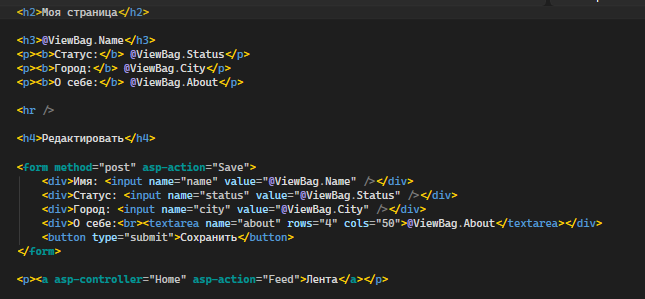 <h2>Моя страница</h2>
<h3>@ViewBag.Name</h3>
<p><b>Статус:</b> @ViewBag.Status</p>
<p><b>Город:</b> @ViewBag.City</p>
<p><b>О себе:</b> @ViewBag.About</p>
<hr />
<h4>Редактировать</h4>
<form method="post" asp-action="Save">
<div>Имя: <input name="name" value="@ViewBag.Name" /></div>
<div>Статус: <input name="status" value="@ViewBag.Status" /></div>
<div>Город: <input name="city" value="@ViewBag.City" /></div>
<div>О себе:<br><textarea name="about" rows="4" cols="50">@ViewBag.About</textarea></div>
<button type="submit">Сохранить</button>
</form>
<p><a asp-controller="Home" asp-action="Feed">Лента</a></p>